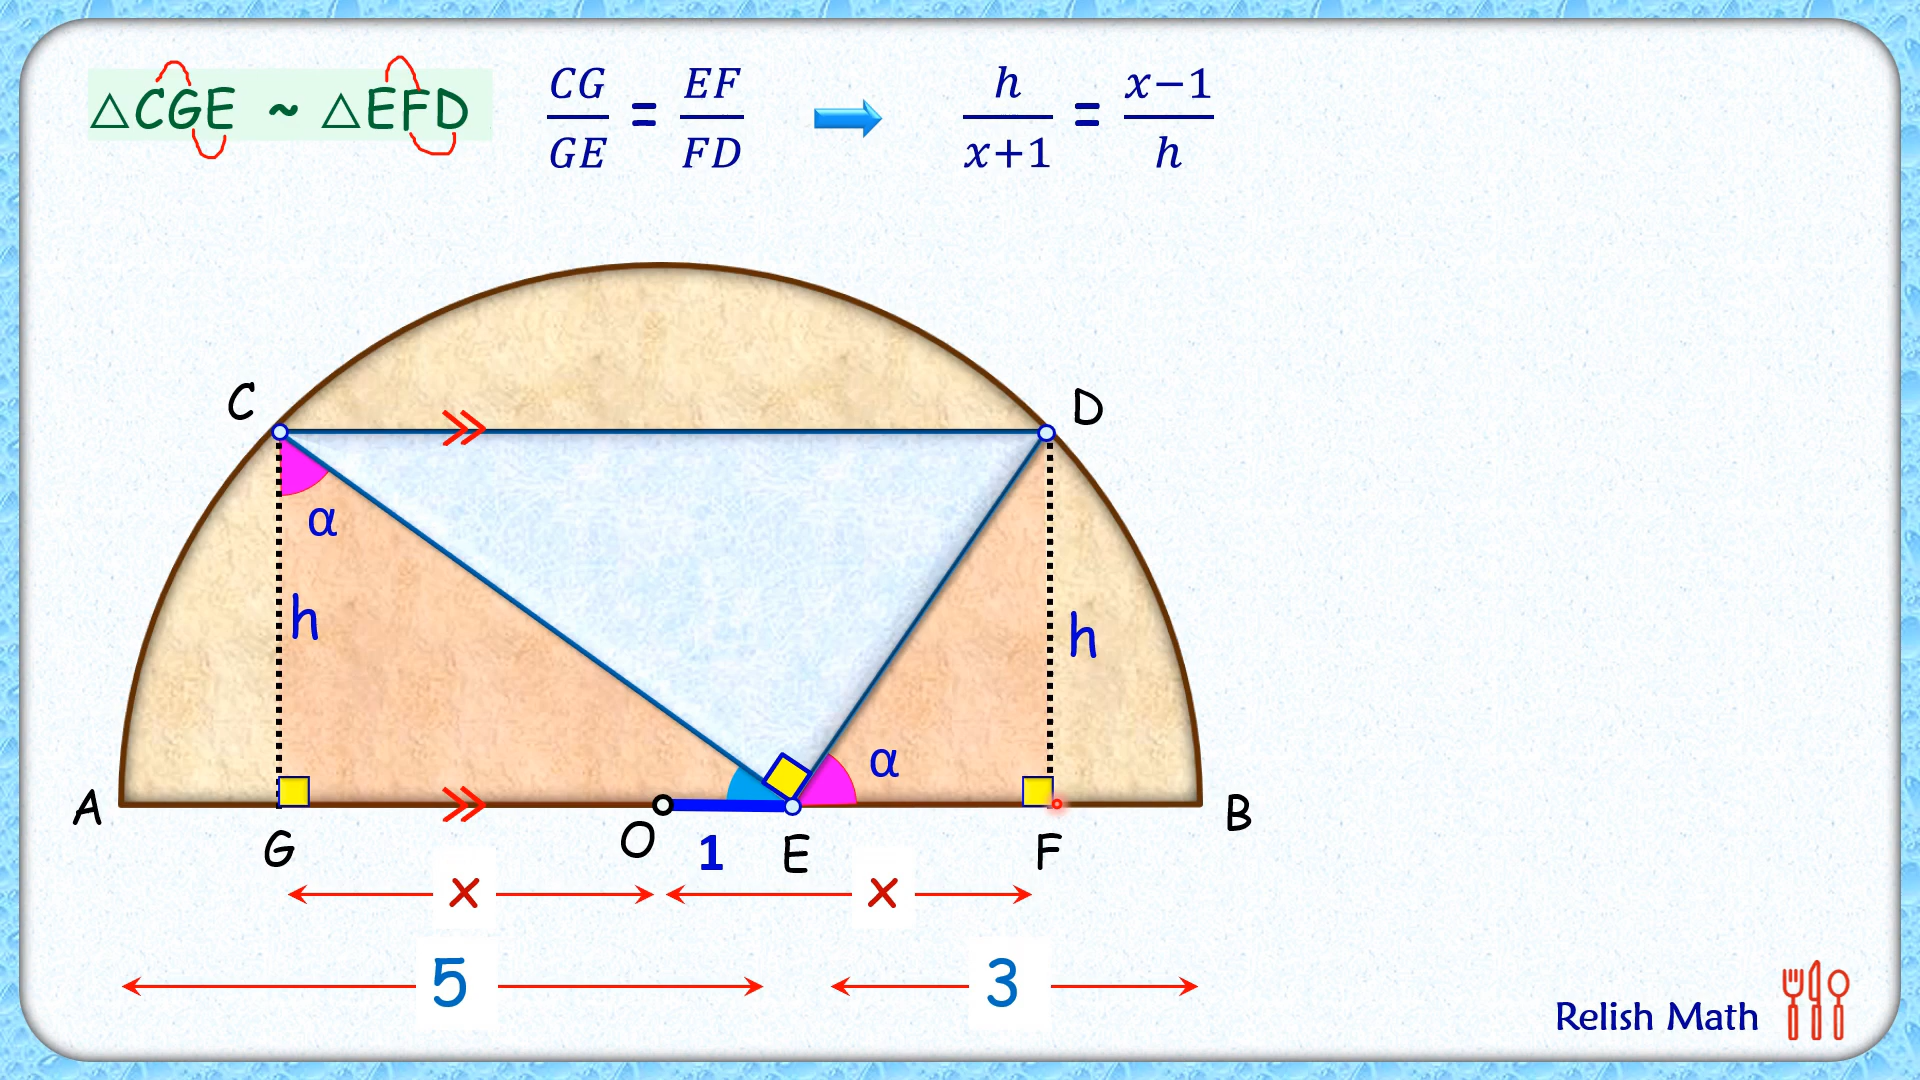 △CGE ~ △EFD
CG/GE = EF/FD
h/x+1 = x−1/h
C
D
α
h
h
α
A
B
G
O
1
E
F
x
x
5
3
Relish Math